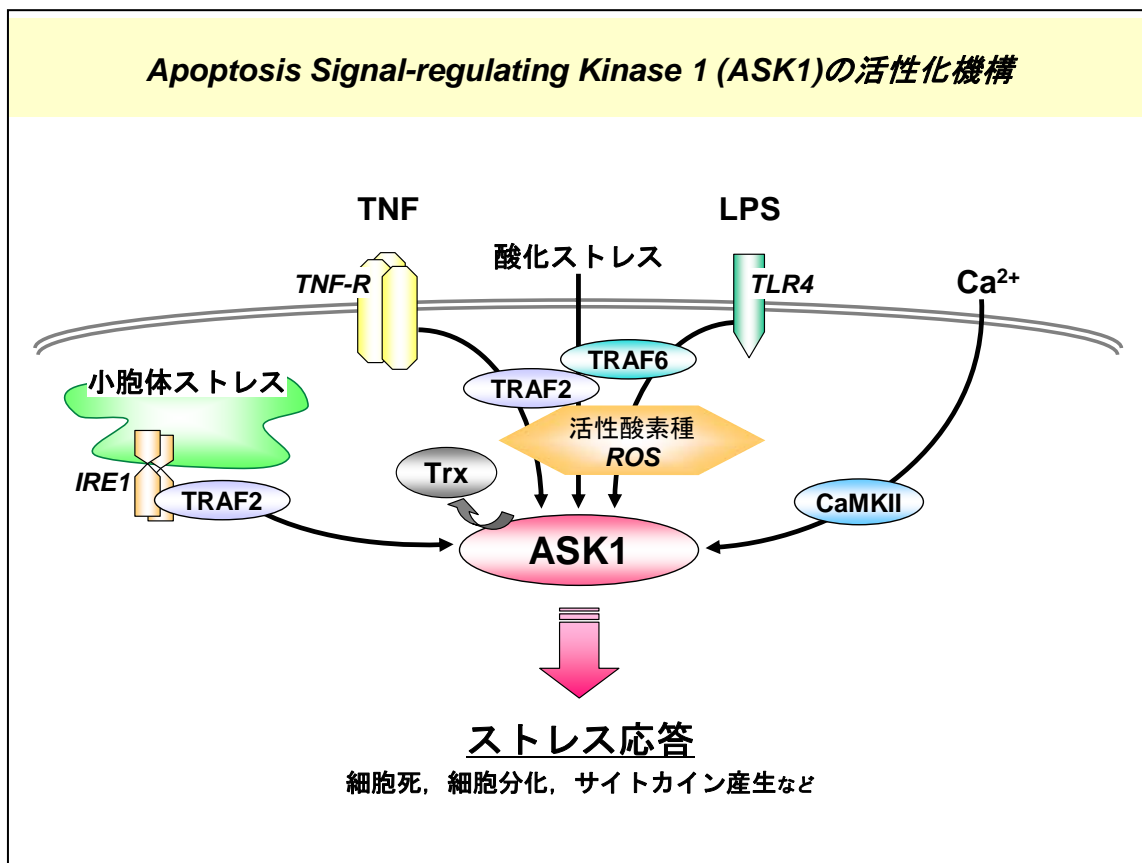 Apoptosis Signal-regulating Kinase 1 (ASK1)の活性化機構
TNF
LPS
酸化ストレス
TNF-R
TLR4
Ca²⁺
TRAF6
TRAF2
小胞体ストレス
活性酸素種
ROS
IRE1
TRAF2
Trx
CaMKII
ASK1
ストレス応答
細胞死，細胞分化，サイトカイン産生など